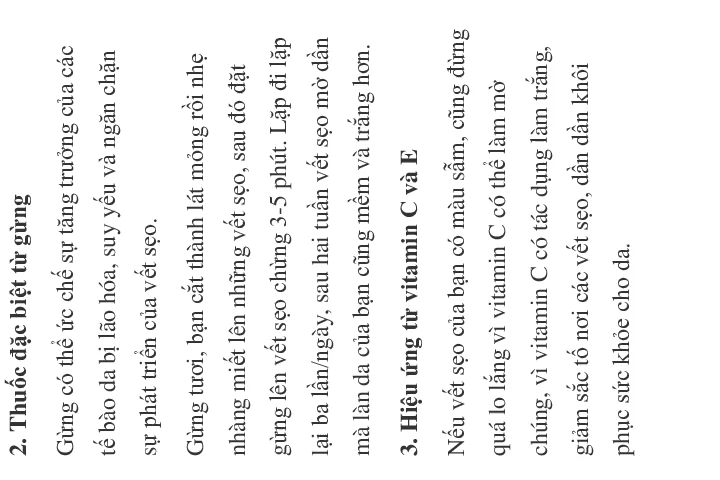 2. Thuốc đặc biệt từ gừng
Gừng có thể ức chế sự tăng trưởng của các
tế bào da bị lão hóa, suy yếu và ngăn chặn
sự phát triển của vết sẹo.
Gừng tươi, bạn cắt thành lát mỏng rồi nhẹ
nhàng miết lên những vết sẹo, sau đó đặt
gừng lên vết sẹo chừng 3-5 phút. Lặp đi lặp
lại ba lần/ngày, sau hai tuần vết sẹo mờ dần
mà làn da của bạn cũng mềm và trắng hơn.
3. Hiệu ứng từ vitamin C và E
Nếu vết sẹo của bạn có màu sẫm, cũng đừng
quá lo lắng vì vitamin C có thể làm mờ
chúng, vì vitamin C có tác dụng làm trắng,
giảm sắc tố nơi các vết sẹo, dần dần khôi
phục sức khỏe cho da.